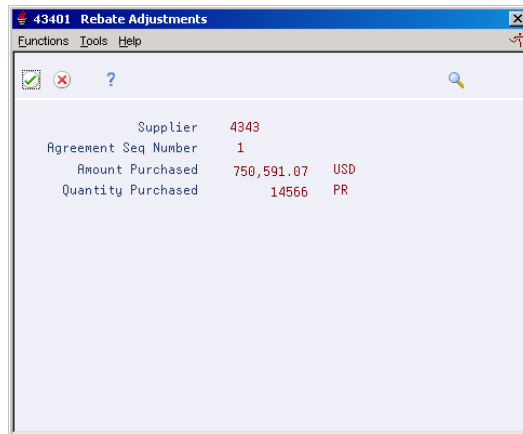 43401 Rebate Adjustments
Functions Tools Help
?
Supplier 4343
Agreement Seq Number 1
Amount Purchased 750,591.07 USD
Quantity Purchased 14566 PR